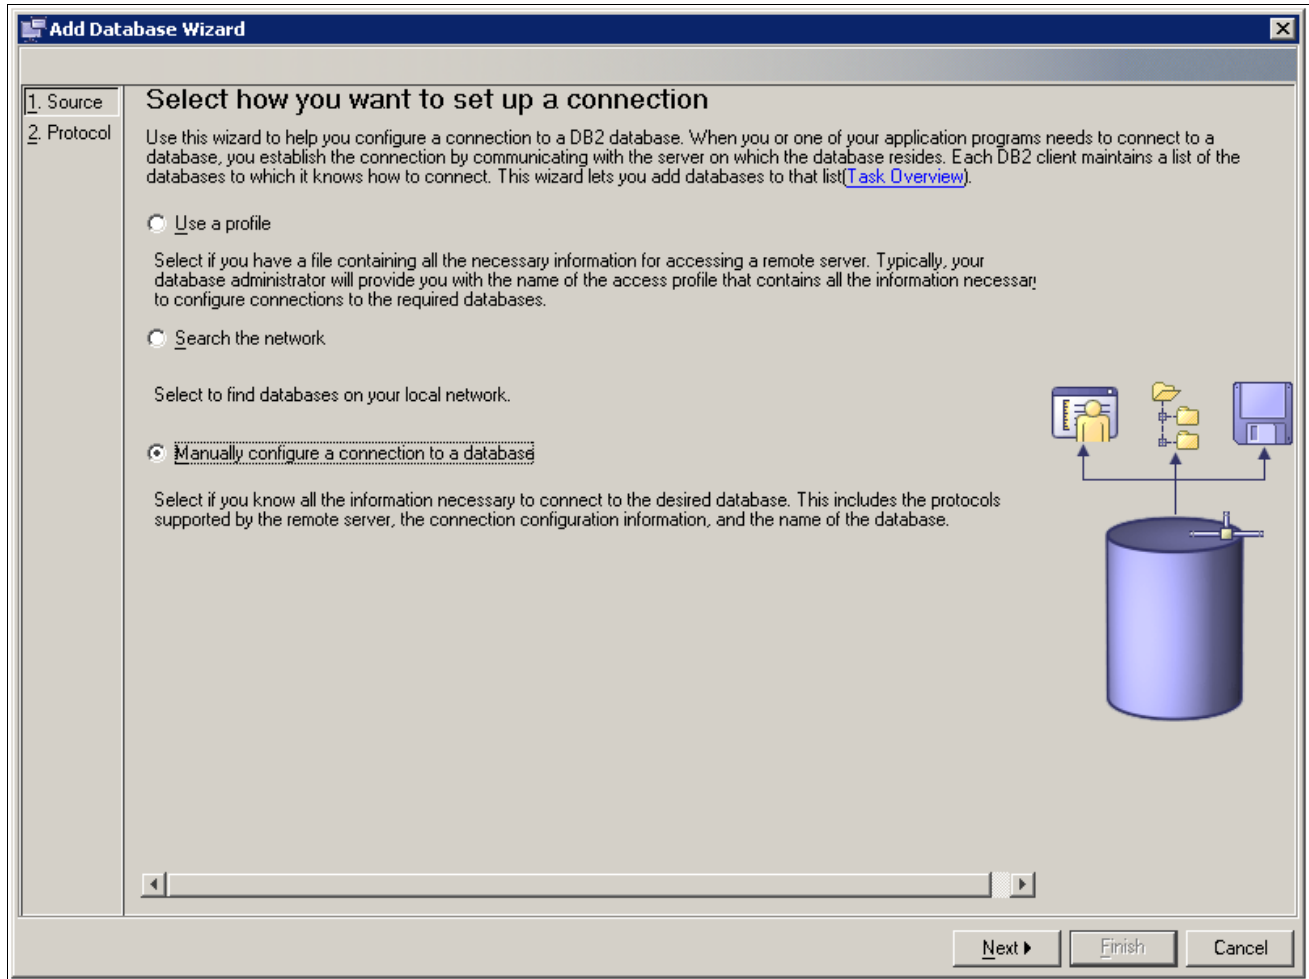 Add Database Wizard
1. Source
2. Protocol
Select how you want to set up a connection
Use this wizard to help you configure a connection to a DB2 database. When you or one of your application programs needs to connect to a
database, you establish the connection by communicating with the server on which the database resides. Each DB2 client maintains a list of the
databases to which it knows how to connect. This wizard lets you add databases to that list(Task Overview).
Use a profile
Select if you have a file containing all the necessary information for accessing a remote server. Typically, your
database administrator will provide you with the name of the access profile that contains all the information necessary
to configure connections to the required databases.
Search the network
Select to find databases on your local network.
Manually configure a connection to a database
Select if you know all the information necessary to connect to the desired database. This includes the protocols
supported by the remote server, the connection configuration information, and the name of the database.
Next
Finish
Cancel